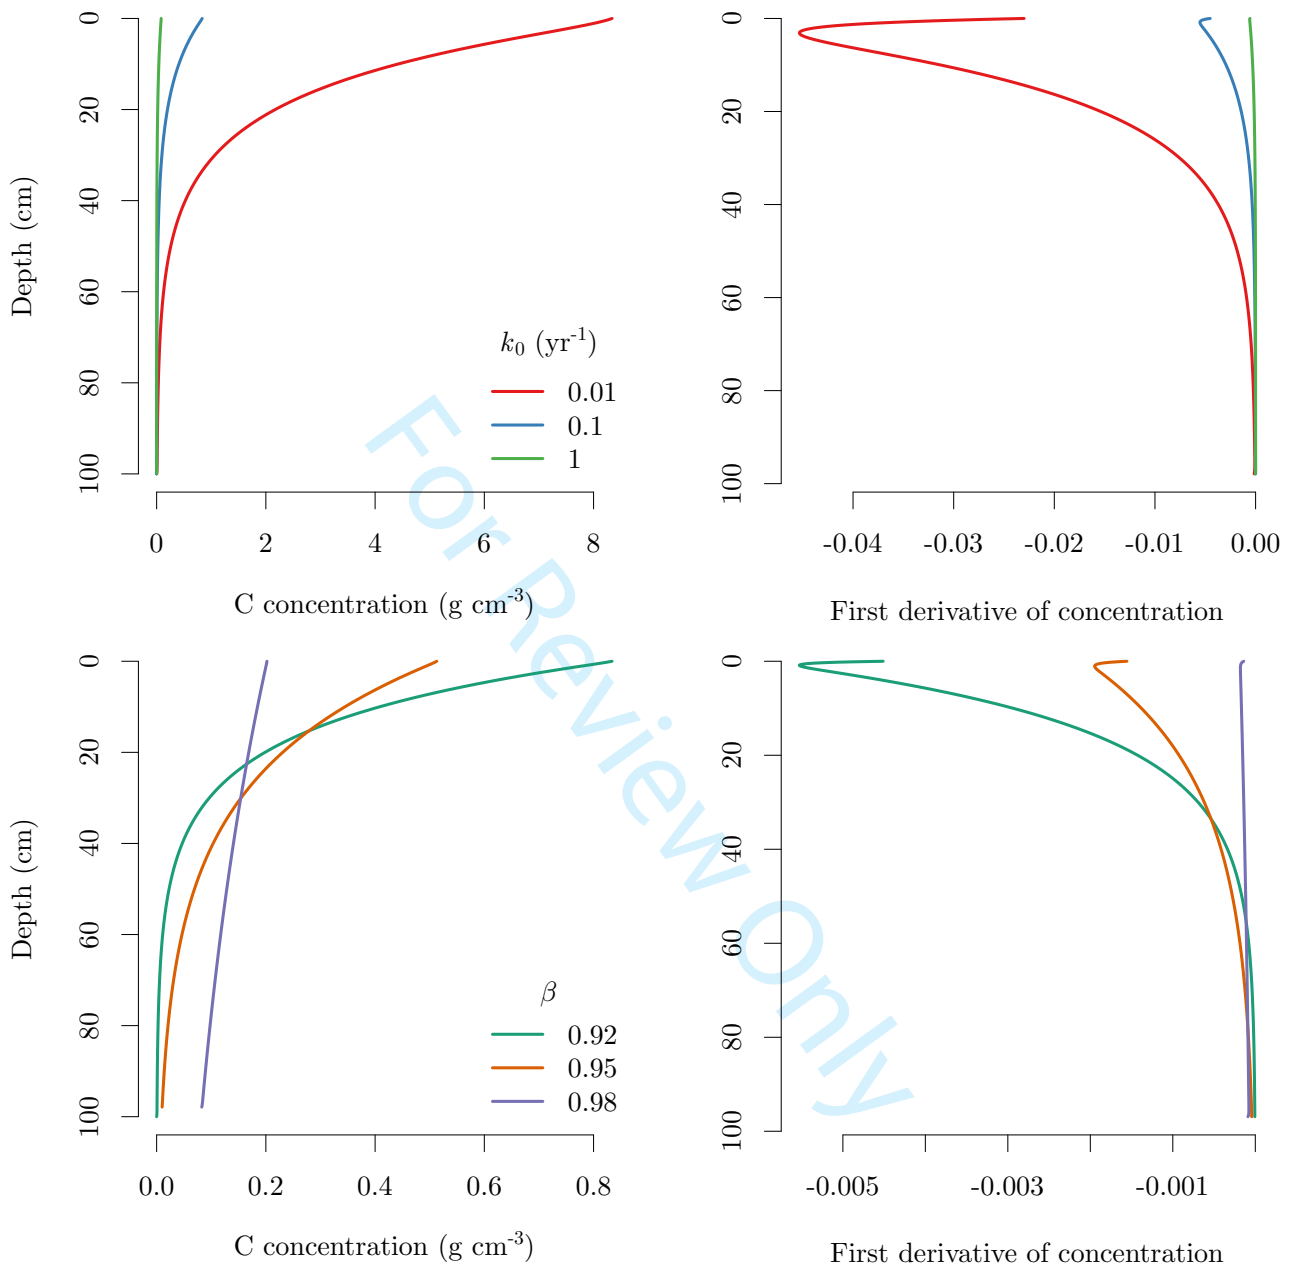 0
20
40
60
80
100
Depth (cm)
0 2 4 6 8
C concentration (g cm-3)
k0 (yr-1)
0.01
0.1
1
0
20
40
60
80
100
-0.04 -0.03 -0.02 -0.01 0.00
First derivative of concentration
0
20
40
60
80
100
Depth (cm)
0.0 0.2 0.4 0.6 0.8
C concentration (g cm-3)
β
0.92
0.95
0.98
0
20
40
60
80
100
-0.005 -0.003 -0.001
First derivative of concentration
For Review Only